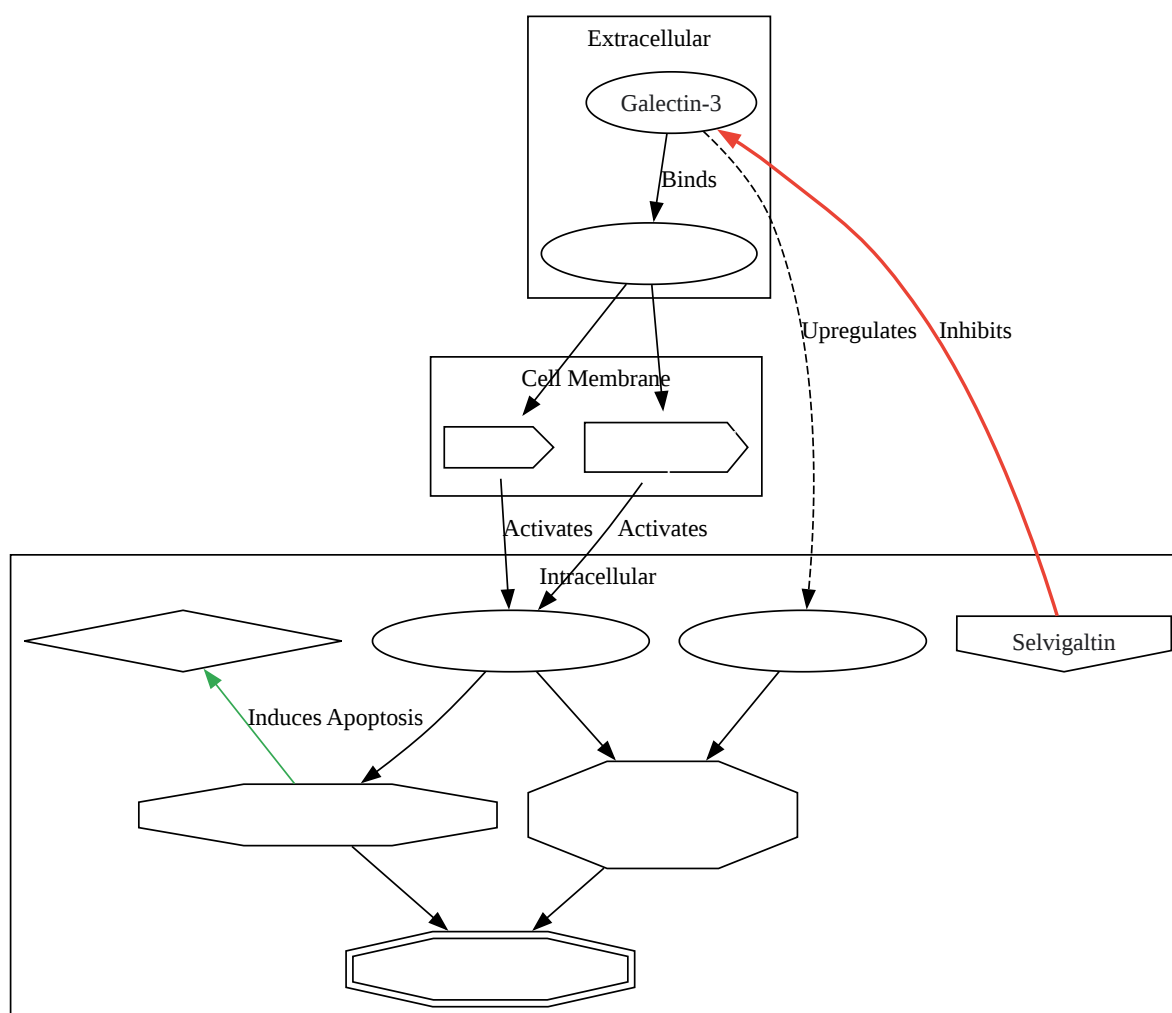 Extracellular
Galectin-3
Binds
Upregulates
Inhibits
Cell Membrane
Activates
Activates
Intracellular
Selvigaltin
Induces Apoptosis